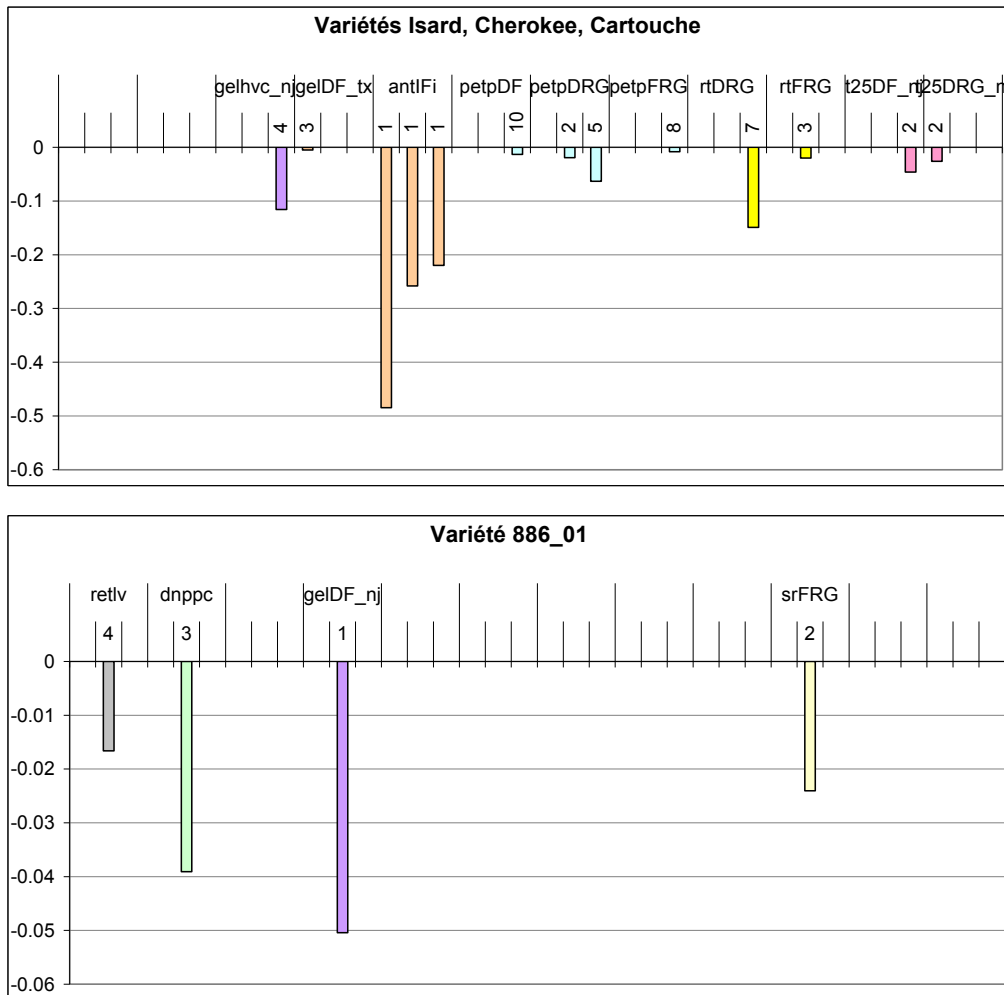 Variétés Isard, Cherokee, Cartouche
gelhvc_nj gelDF_tx antlFi petpDF petpDRG petpFRG rtDRG rtFRG t25DF_nj t25DRG_n
4 3 1 1 1 10 2 5 8 7 3 2 2
0
-0.1
-0.2
-0.3
-0.4
-0.5
-0.6
Variété 886_01
retlv dnppc gelDF_nj srFRG
4 3 1 2
0
-0.01
-0.02
-0.03
-0.04
-0.05
-0.06